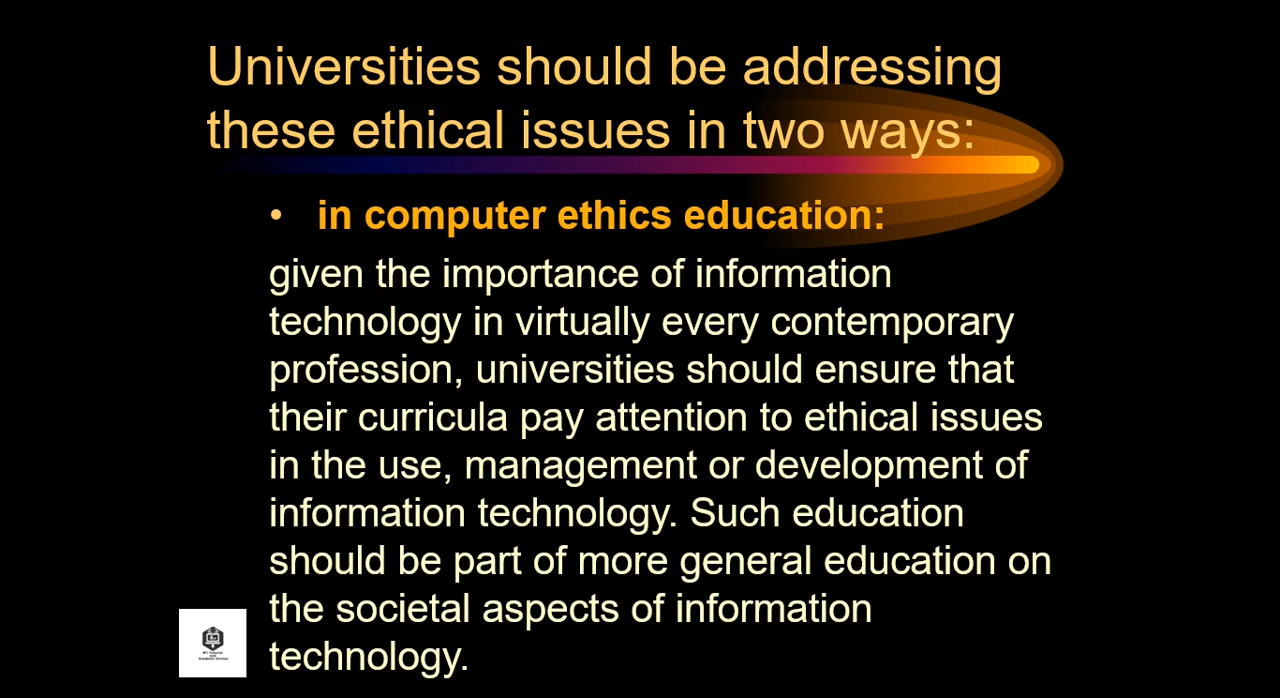 Universities should be addressing
these ethical issues in two ways:
• in computer ethics education:
given the importance of information
technology in virtually every contemporary
profession, universities should ensure that
their curricula pay attention to ethical issues
in the use, management or development of
information technology. Such education
should be part of more general education on
the societal aspects of information
technology.